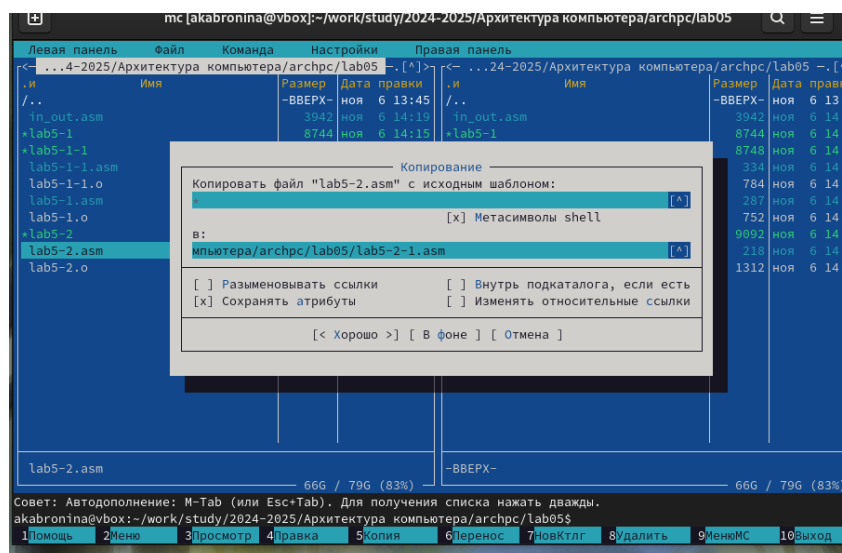 mc [akabronina@vbox]:~/work/study/2024-2025/Архитектура компьютера/archpc/lab05
Левая панель Файл Команда Настройки Правая панель
<— ...4-2025/Архитектура компьютера/archpc/lab05 —.[^]> <— ...24-2025/Архитектура компьютера/archpc/lab05 —.[
.и Имя Размер Дата правки .и Имя Размер Дата прав
/.. -ВВЕРХ- ноя 6 13:45 /.. -ВВЕРХ- ноя 6 13
in_out.asm 3942 ноя 6 14:19 in_out.asm 3942 ноя 6 14
*lab5-1 8744 ноя 6 14:15 *lab5-1 8744 ноя 6 14
*lab5-1-1 8748 ноя 6 14
lab5-1-1.asm Копирование 334 ноя 6 14
lab5-1-1.o Копировать файл "lab5-2.asm" с исходным шаблоном: 784 ноя 6 14
lab5-1.asm * [^] 287 ноя 6 14
lab5-1.o [x] Метасимволы shell 752 ноя 6 14
*lab5-2 в: 9092 ноя 6 14
lab5-2.asm мпьютера/archpc/lab05/lab5-2-1.asm [^] 218 ноя 6 14
lab5-2.o 1312 ноя 6 14
[ ] Разыменовывать ссылки [ ] Внутрь подкаталога, если есть
[x] Сохранять атрибуты [ ] Изменять относительные ссылки
[< Хорошо >] [ В фоне ] [ Отмена ]
lab5-2.asm -ВВЕРХ-
66G / 79G (83%) 66G / 79G (83%
Совет: Автодополнение: M-Tab (или Esc+Tab). Для получения списка нажать дважды.
akabronina@vbox:~/work/study/2024-2025/Архитектура компьютера/archpc/lab05$
1Помощь 2Меню 3Просмотр 4Правка 5Копия 6Перенос 7НовКтлг 8Удалить 9МенюMC 10Выход